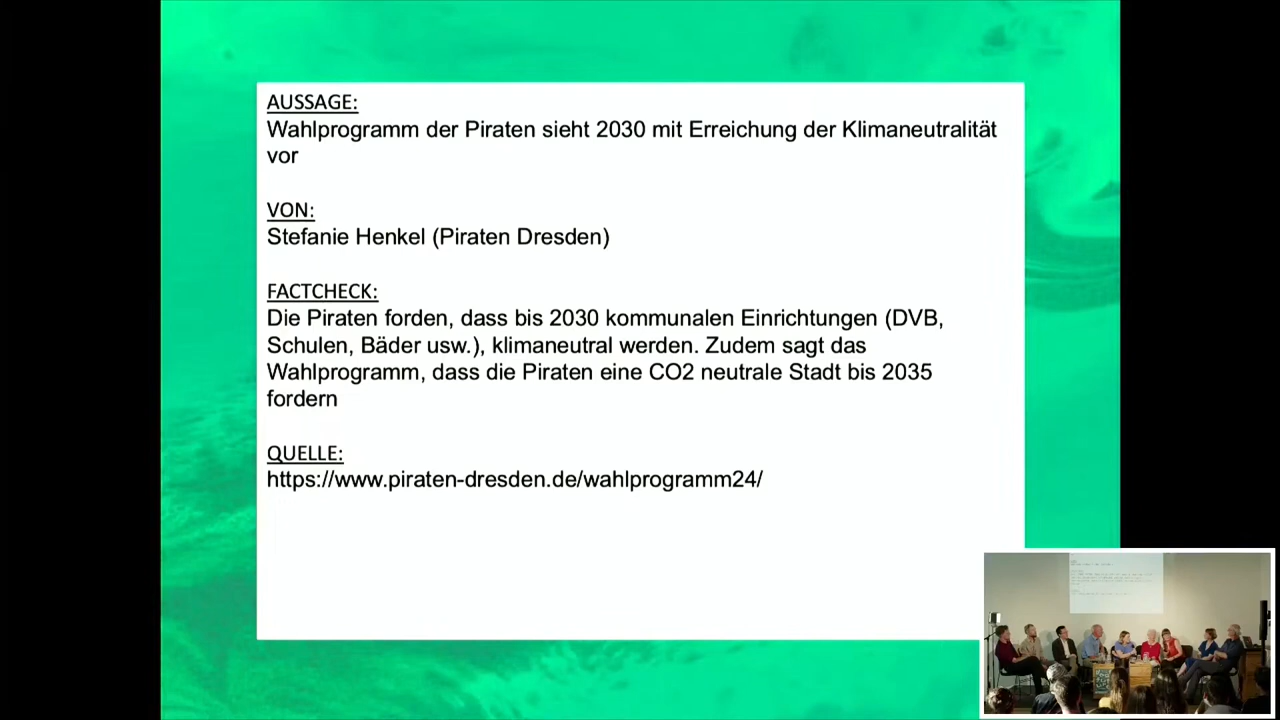 AUSSAGE:
Wahlprogramm der Piraten sieht 2030 mit Erreichung der Klimaneutralität
vor
VON:
Stefanie Henkel (Piraten Dresden)
FACTCHECK:
Die Piraten forden, dass bis 2030 kommunalen Einrichtungen (DVB,
Schulen, Bäder usw.), klimaneutral werden. Zudem sagt das
Wahlprogramm, dass die Piraten eine CO2 neutrale Stadt bis 2035
fordern
QUELLE:
https://www.piraten-dresden.de/wahlprogramm24/